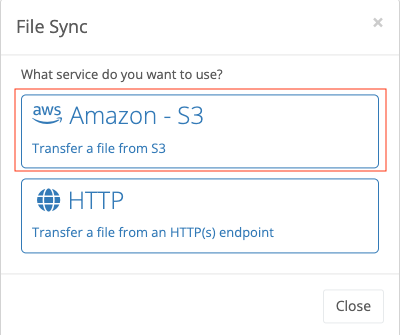 File Sync
×
What service do you want to use?
aws Amazon - S3
Transfer a file from S3
HTTP
Transfer a file from an HTTP(s) endpoint
Close